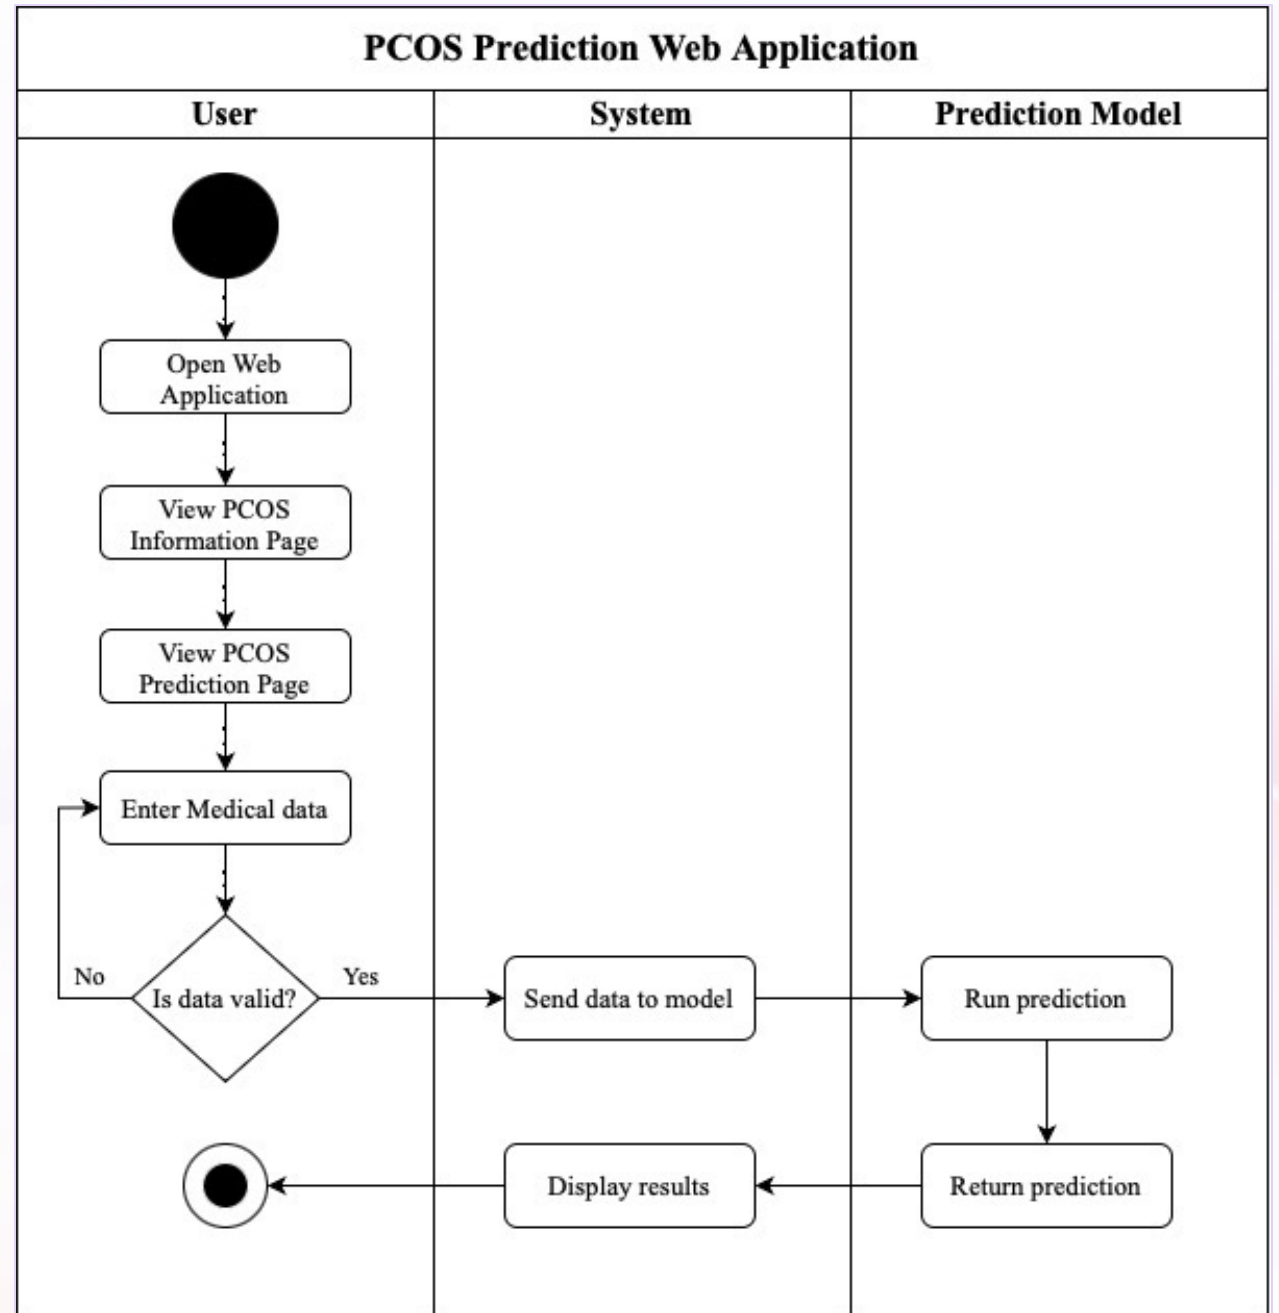 PCOS Prediction Web Application
User
System
Prediction Model
Open Web
Application
View PCOS
Information Page
View PCOS
Prediction Page
Enter Medical data
No
Is data valid?
Yes
Send data to model
Run prediction
Display results
Return prediction